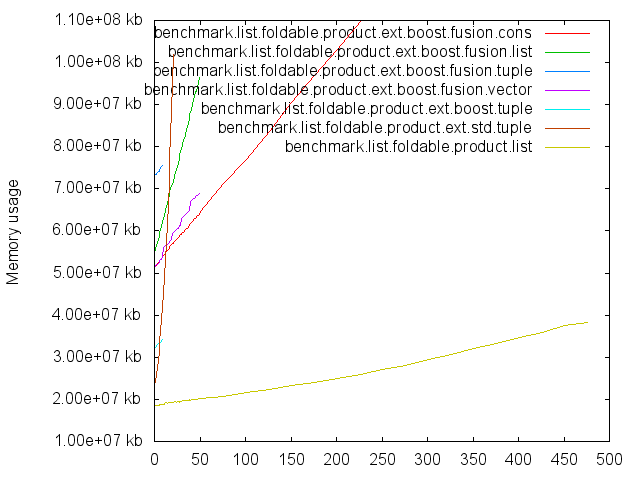 1.10e+08 kb
benchmark.list.foldable.product.ext.boost.fusion.cons
1.00e+08 kb
benchmark.list.foldable.product.ext.boost.fusion.list
benchmark.list.foldable.product.ext.boost.fusion.tuple
9.00e+07 kb
benchmark.list.foldable.product.ext.boost.fusion.vector
benchmark.list.foldable.product.ext.boost.tuple
8.00e+07 kb
benchmark.list.foldable.product.ext.std.tuple
benchmark.list.foldable.product.list
7.00e+07 kb
6.00e+07 kb
5.00e+07 kb
4.00e+07 kb
3.00e+07 kb
2.00e+07 kb
1.00e+07 kb
Memory usage
0 50 100 150 200 250 300 350 400 450 500